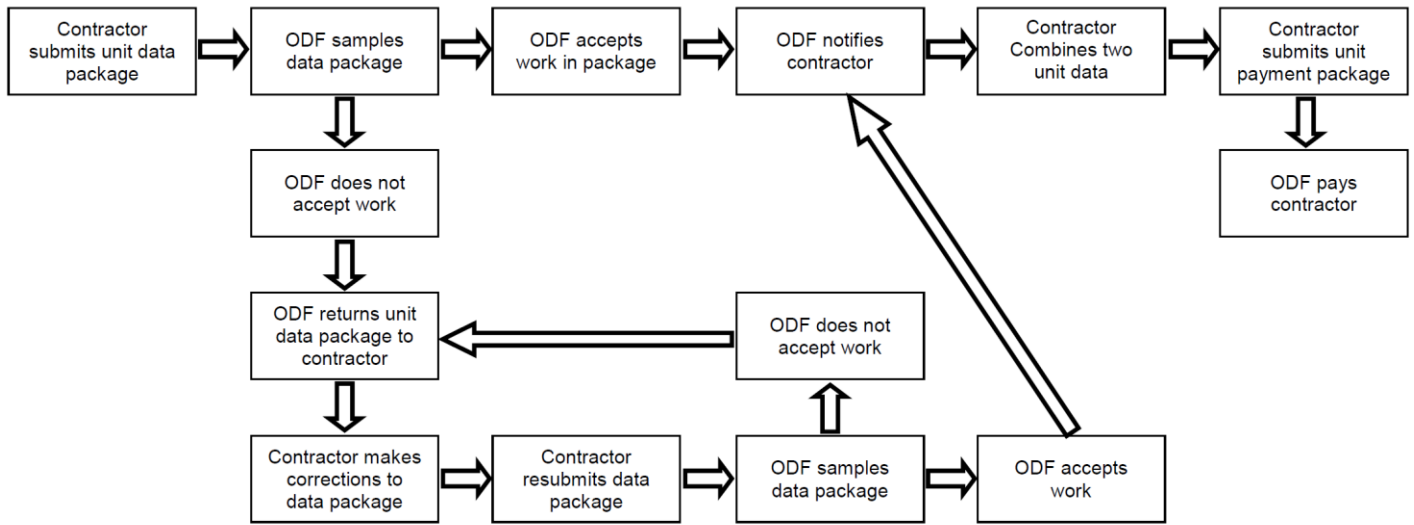 Contractor
submits unit data
package
ODF samples
data package
ODF accepts
work in package
ODF notifies
contractor
Contractor
Combines two
unit data
Contractor
submits unit
payment package
ODF does not
accept work
ODF pays
contractor
ODF returns unit
data package to
contractor
ODF does not
accept work
Contractor makes
corrections to
data package
Contractor
resubmits data
package
ODF samples
data package
ODF accepts
work